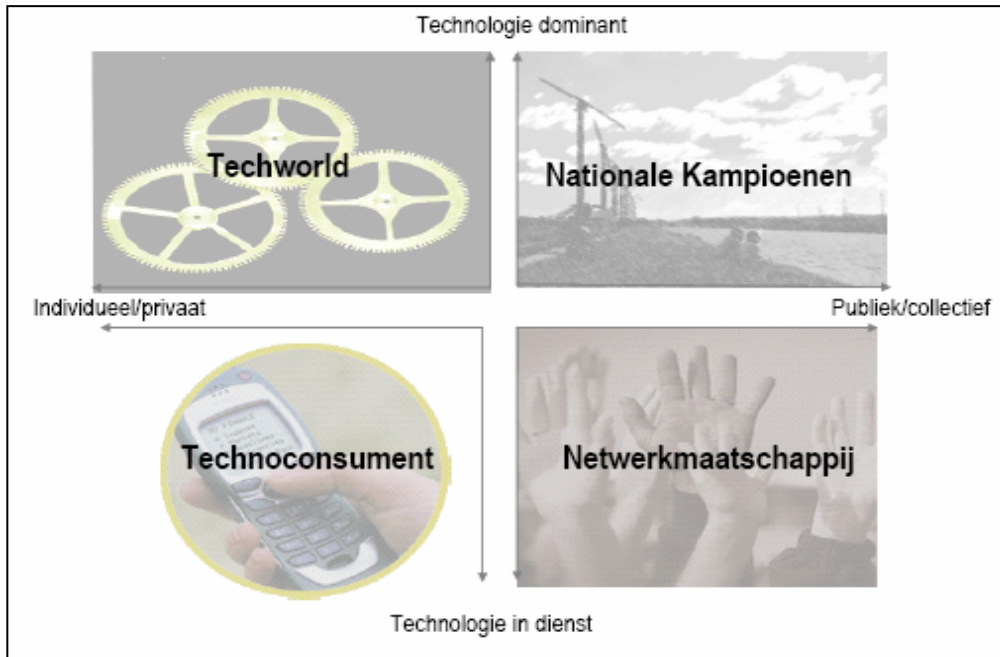 Technologie dominant
Techworld
Nationale Kampioenen
Individueel/privaat
Publiek/collectief
Technoconsument
Netwerkmaatschappij
Technologie in dienst